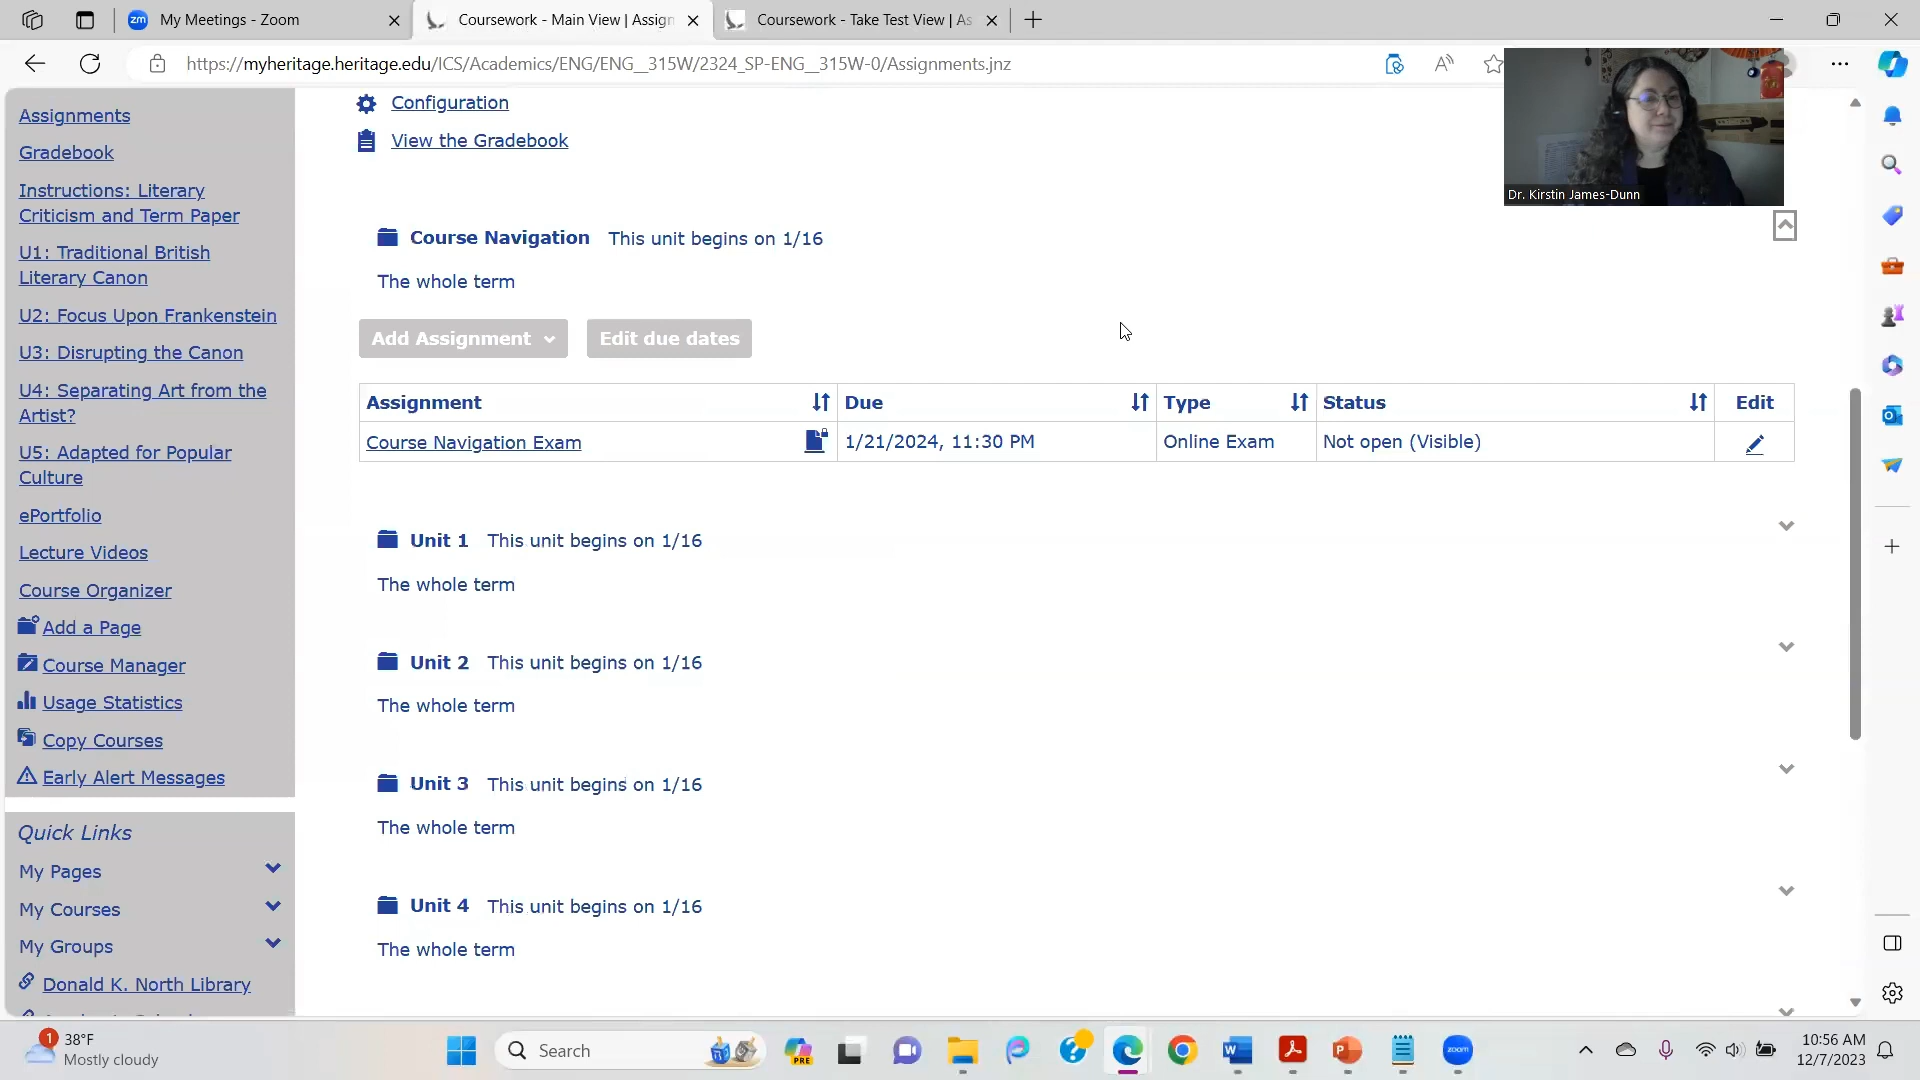 My Meetings - Zoom
Coursework - Main View | Assign
Coursework - Take Test View | As
https://myheritage.heritage.edu/ICS/Academics/ENG/ENG__315W/2324_SP-ENG__315W-0/Assignments.jnz
Dr. Kirstin James-Dunn
Assignments
Gradebook
Instructions: Literary
Criticism and Term Paper
U1: Traditional British
Literary Canon
U2: Focus Upon Frankenstein
U3: Disrupting the Canon
U4: Separating Art from the
Artist?
U5: Adapted for Popular
Culture
ePortfolio
Lecture Videos
Course Organizer
Add a Page
Course Manager
Usage Statistics
Copy Courses
Early Alert Messages
Quick Links
My Pages
My Courses
My Groups
Donald K. North Library
Configuration
View the Gradebook
Course Navigation This unit begins on 1/16
The whole term
Add Assignment Edit due dates
Assignment Due Type Status Edit
Course Navigation Exam 1/21/2024, 11:30 PM Online Exam Not open (Visible)
Unit 1 This unit begins on 1/16
The whole term
Unit 2 This unit begins on 1/16
The whole term
Unit 3 This unit begins on 1/16
The whole term
Unit 4 This unit begins on 1/16
The whole term
1
38°F
Mostly cloudy
Search
PRE
zoom
10:56 AM
12/7/2023